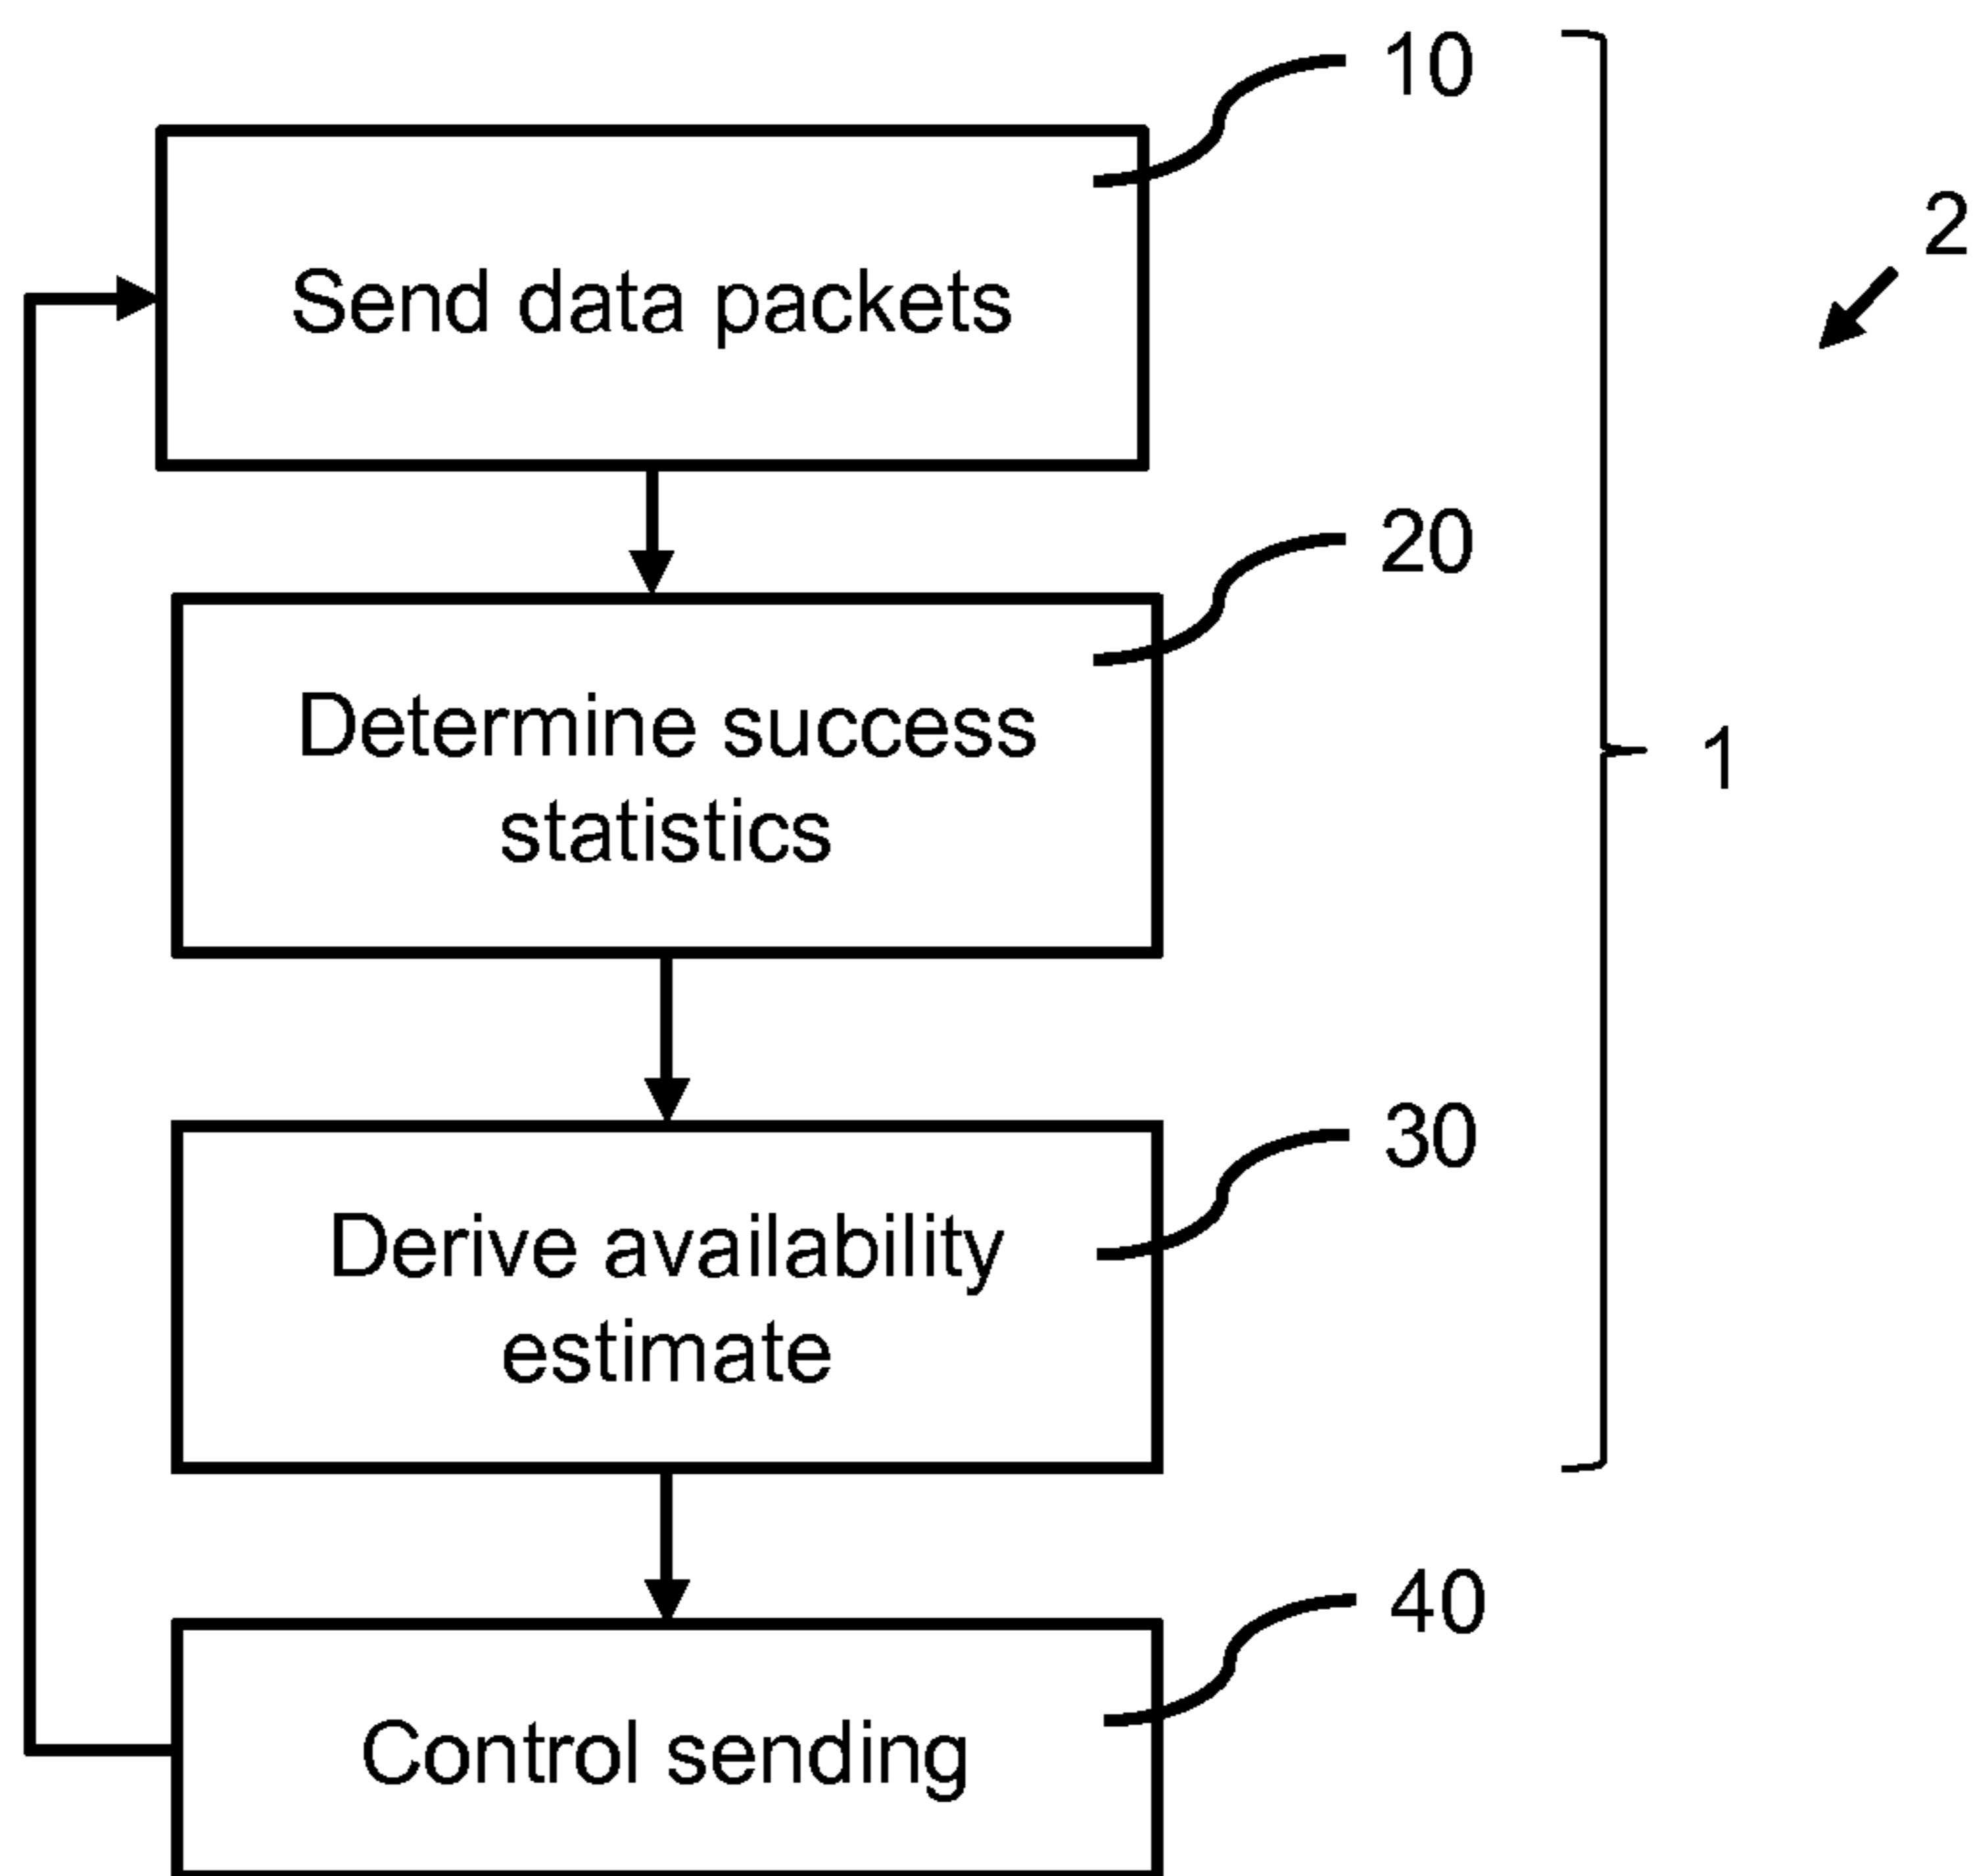 10
2
Send data packets
20
Determine success
statistics
1
30
Derive availability
estimate
40
Control sending